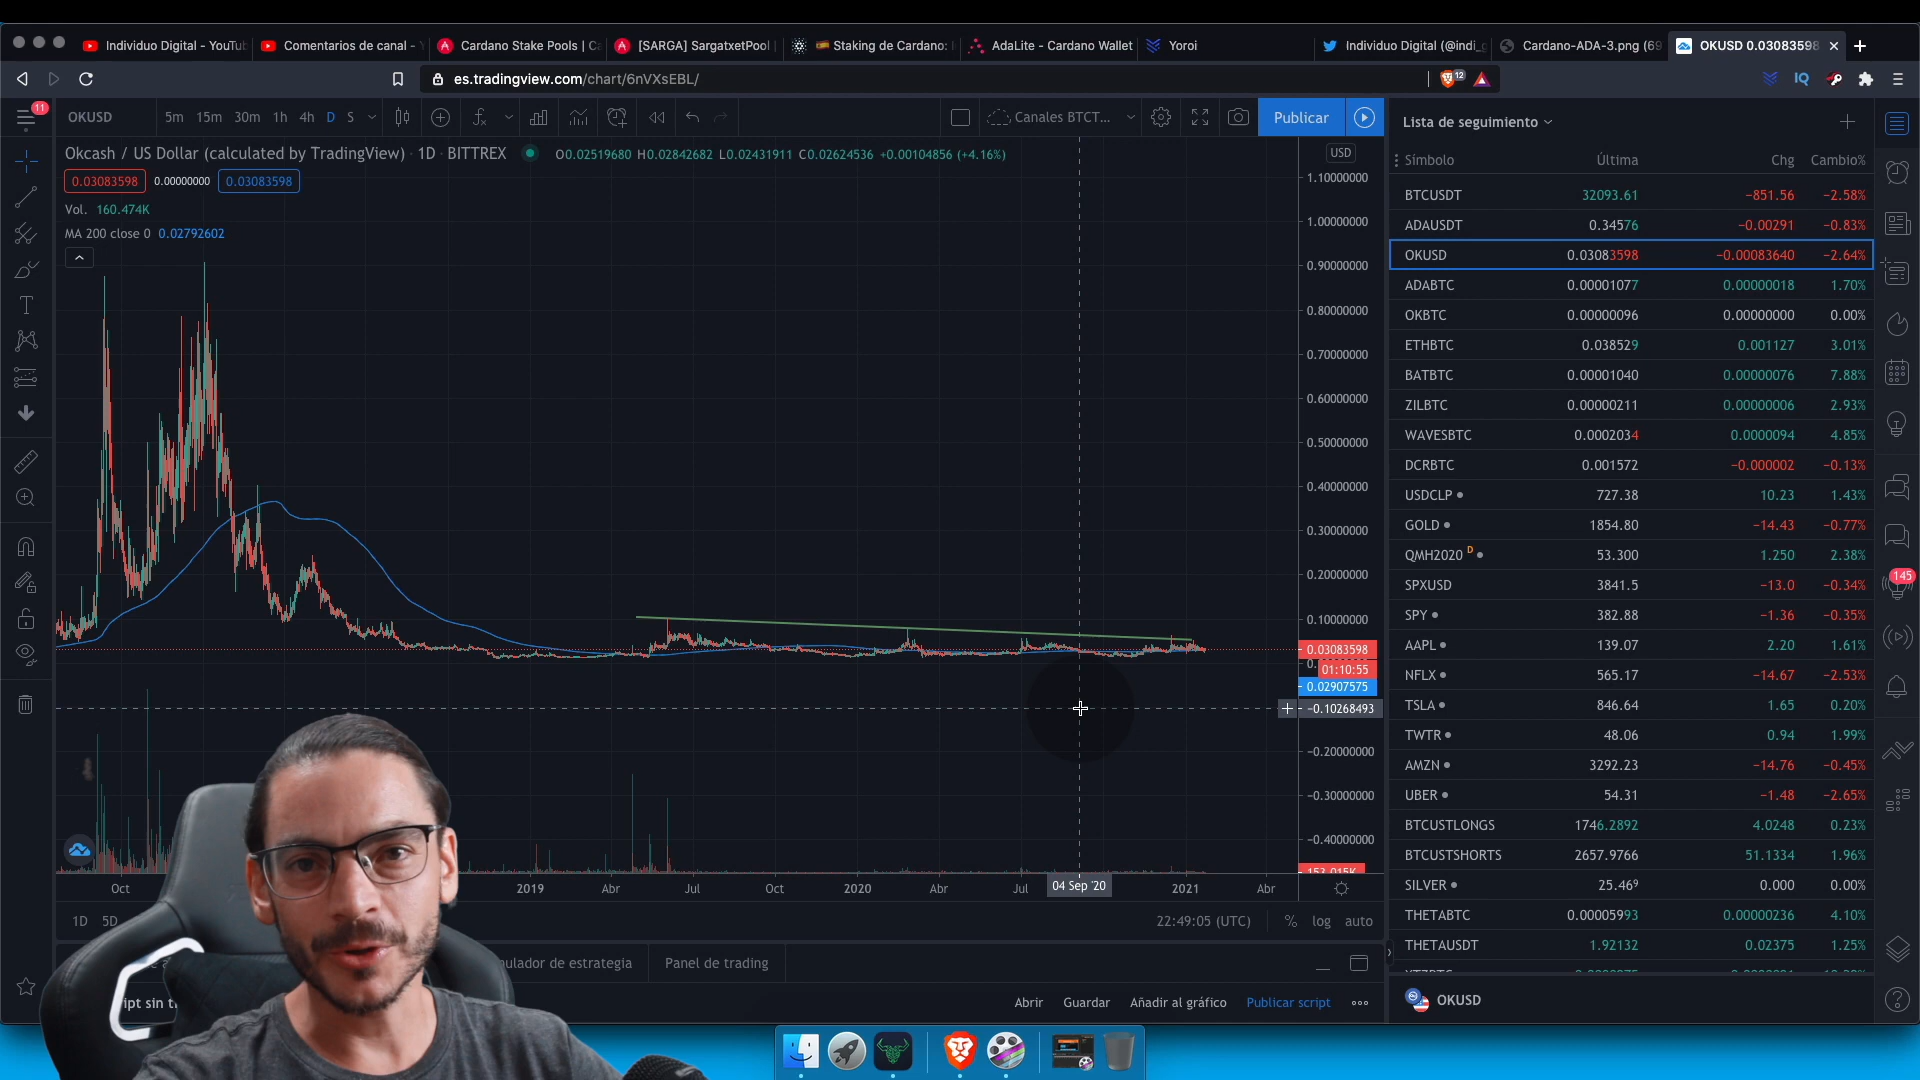 Individuo Digital - YouTu
Comentarios de canal -
Cardano Stake Pools | Ca
[SARGA] SargatxetPool |
Staking de Cardano:
AdaLite - Cardano Wallet
Yoroi
Individuo Digital (@indi_
Cardano-ADA-3.png (69
OKUSD 0.03083598
es.tradingview.com/chart/6nVXsEBL/
12
IQ
11
OKUSD
5m 15m 30m 1h 4h D S
Canales BTCT...
Publicar
Okcash / US Dollar (calculated by TradingView) · 1D · BITTREX
O0.02519680 H0.02842682 L0.02431911 C0.02624536 +0.00104856 (+4.16%)
0.03083598 0.00000000 0.03083598
Vol. 160.474K
MA 200 close 0 0.02792602
USD
1.10000000
1.00000000
0.90000000
0.80000000
0.70000000
0.60000000
0.50000000
0.40000000
0.30000000
0.20000000
0.10000000
0.03083598
0.
01:10:55
0.02907575
−0.10268493
−0.20000000
−0.30000000
−0.40000000
153.015K
Oct
2019
Abr
Jul
Oct
2020
Abr
Jul
04 Sep '20
2021
Abr
1D 5D
22:49:05 (UTC)
% log auto
ulador de estrategia
Panel de trading
ipt sin t
Abrir
Guardar
Añadir al gráfico
Publicar script
Lista de seguimiento
Símbolo Última Chg Cambio%
BTCUSDT 32093.61 −851.56 −2.58%
ADAUSDT 0.34576 −0.00291 −0.83%
OKUSD 0.03083598 −0.00083640 −2.64%
ADABTC 0.00001077 0.00000018 1.70%
OKBTC 0.00000096 0.00000000 0.00%
ETHBTC 0.038529 0.001127 3.01%
BATBTC 0.00001040 0.00000076 7.88%
ZILBTC 0.00000211 0.00000006 2.93%
WAVESBTC 0.0002034 0.0000094 4.85%
DCRBTC 0.001572 −0.000002 −0.13%
USDCLP 727.38 10.23 1.43%
GOLD 1854.80 −14.43 −0.77%
QMH2020 D 53.300 1.250 2.38%
SPXUSD 3841.5 −13.0 −0.34%
SPY 382.88 −1.36 −0.35%
AAPL 139.07 2.20 1.61%
NFLX 565.17 −14.67 −2.53%
TSLA 846.64 1.65 0.20%
TWTR 48.06 0.94 1.99%
AMZN 3292.23 −14.76 −0.45%
UBER 54.31 −1.48 −2.65%
BTCUSTLONGS 1746.2892 4.0248 0.23%
BTCUSTSHORTS 2657.9766 51.1334 1.96%
SILVER 25.469 0.000 0.00%
THETABTC 0.00005993 0.00000236 4.10%
THETAUSDT 1.92132 0.02375 1.25%
OKUSD
145